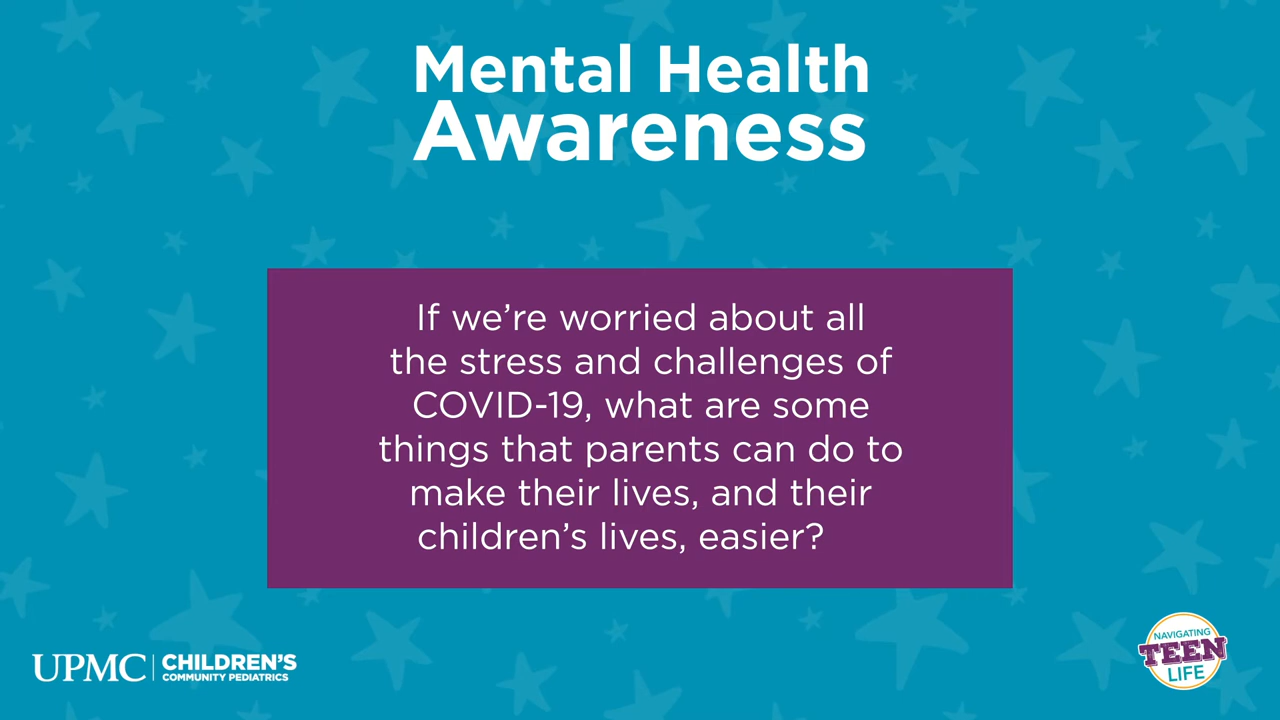 Mental Health
Awareness
If we’re worried about all
the stress and challenges of
COVID-19, what are some
things that parents can do to
make their lives, and their
children’s lives, easier?
UPMC | CHILDREN’S
COMMUNITY PEDIATRICS
NAVIGATING
TEEN
LIFE